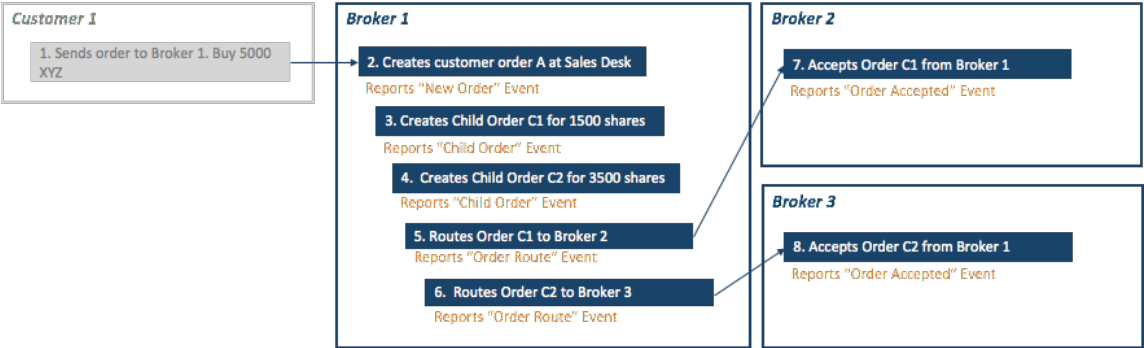 Customer 1
1. Sends order to Broker 1. Buy 5000
XYZ
Broker 1
2. Creates customer order A at Sales Desk
Reports "New Order" Event
3. Creates Child Order C1 for 1500 shares
Reports "Child Order" Event
4. Creates Child Order C2 for 3500 shares
Reports "Child Order" Event
5. Routes Order C1 to Broker 2
Reports "Order Route" Event
6. Routes Order C2 to Broker 3
Reports "Order Route" Event
Broker 2
7. Accepts Order C1 from Broker 1
Reports "Order Accepted" Event
Broker 3
8. Accepts Order C2 from Broker 1
Reports "Order Accepted" Event